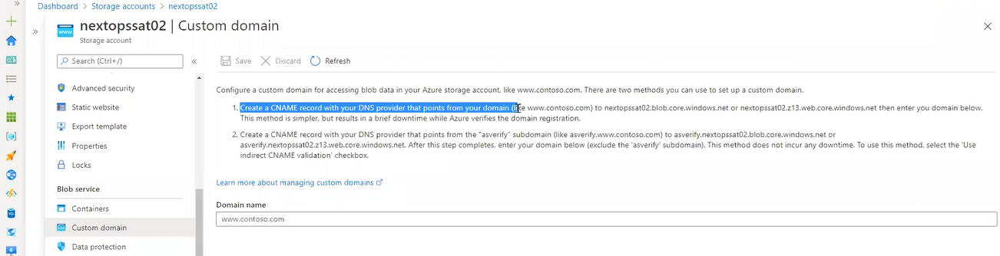 Dashboard > Storage accounts > nextopssat02
nextopssat02 | Custom domain
Storage account
Search (Ctrl+/)
Advanced security
Static website
Export template
Properties
Locks
Blob service
Containers
Custom domain
Data protection
Save Discard Refresh
Configure a custom domain for accessing blob data in your Azure storage account, like www.contoso.com. There are two methods you can use to set up a custom domain.
1. Create a CNAME record with your DNS provider that points from your domain (like www.contoso.com) to nextopssat02.blob.core.windows.net or nextopssat02.z13.web.core.windows.net then enter you domain below.
This method is simpler, but results in a brief downtime while Azure verifies the domain registration.
2. Create a CNAME record with your DNS provider that points from the "asverify" subdomain (like asverify.www.contoso.com) to asverify.nextopssat02.blob.core.windows.net or
asverify.nextopssat02.z13.web.core.windows.net. After this step completes, enter your domain below (exclude the 'asverify' subdomain). This method does not incur any downtime. To use this method, select the 'Use
indirect CNAME validation' checkbox.
Learn more about managing custom domains
Domain name
www.contoso.com